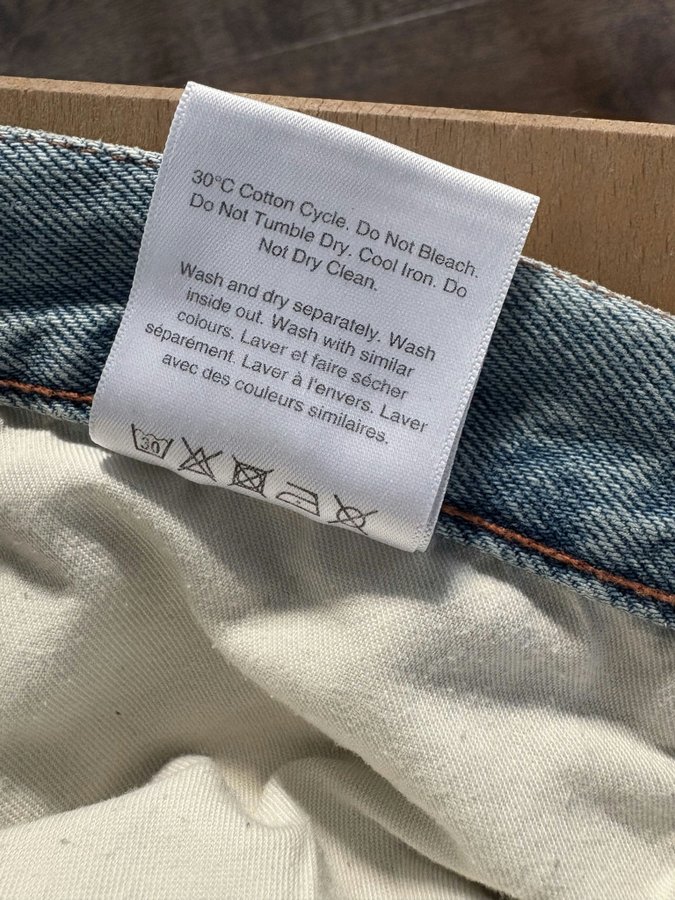 30°C Cotton Cycle. Do Not Bleach.
Do Not Tumble Dry. Cool Iron. Do
Not Dry Clean.
Wash and dry separately. Wash
inside out. Wash with similar
colours. Laver et faire sécher
séparément. Laver à l'envers. Laver
avec des couleurs similaires.
30